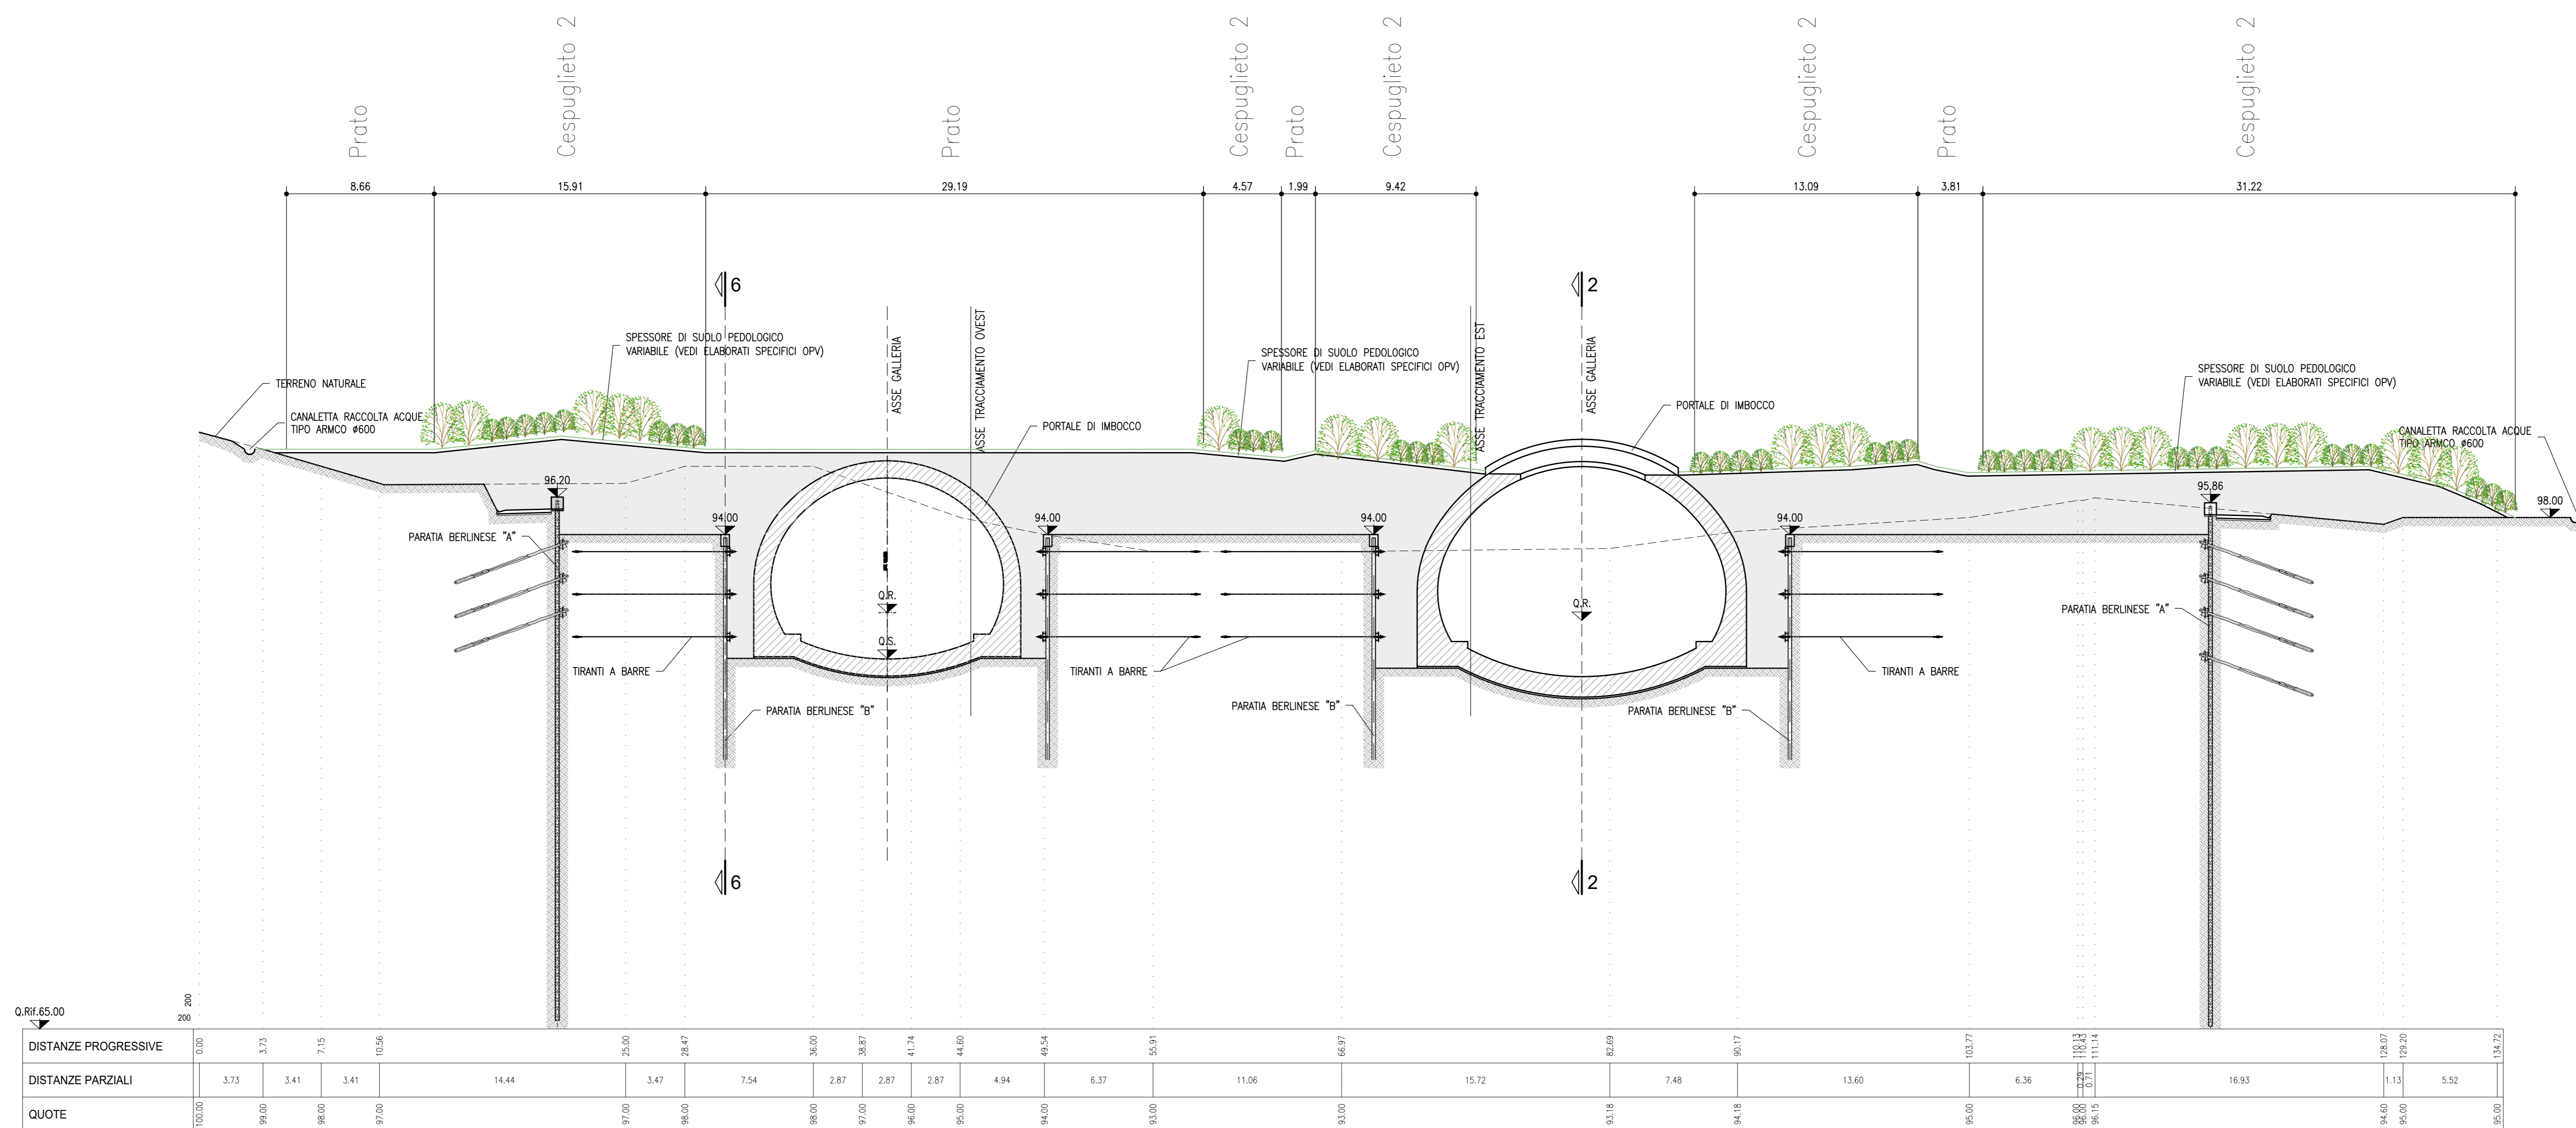 Prato
Cespuglieto 2
Prato
Cespuglieto 2
Prato
Cespuglieto 2
Cespuglieto 2
Prato
Cespuglieto 2
8.66
15.91
29.19
4.57
1.99
9.42
13.09
3.81
31.22
6
2
ASSE GALLERIA
ASSE TRACCIAMENTO OVEST
ASSE TRACCIAMENTO EST
ASSE GALLERIA
SPESSORE DI SUOLO PEDOLOGICO
VARIABILE (VEDI ELABORATI SPECIFICI OPV)
SPESSORE DI SUOLO PEDOLOGICO
VARIABILE (VEDI ELABORATI SPECIFICI OPV)
SPESSORE DI SUOLO PEDOLOGICO
VARIABILE (VEDI ELABORATI SPECIFICI OPV)
TERRENO NATURALE
CANALETTA RACCOLTA ACQUE
TIPO ARMCO ø600
PORTALE DI IMBOCCO
PORTALE DI IMBOCCO
CANALETTA RACCOLTA ACQUE
TIPO ARMCO ø600
96.20
94.00
94.00
94.00
94.00
95.86
98.00
PARATIA BERLINESE "A"
Q.R.
Q.S.
Q.R.
PARATIA BERLINESE "A"
TIRANTI A BARRE
TIRANTI A BARRE
TIRANTI A BARRE
PARATIA BERLINESE "B"
PARATIA BERLINESE "B"
PARATIA BERLINESE "B"
6
2
200
200
Q.Rif.65.00
DISTANZE PROGRESSIVE 0.00 3.73 7.15 10.56 25.00 28.47 36.00 38.87 41.74 44.60 49.54 55.91 66.97 82.69 90.17 103.77 110.13 110.43 111.14 128.07 129.20 134.72
DISTANZE PARZIALI 3.73 3.41 3.41 14.44 3.47 7.54 2.87 2.87 2.87 4.94 6.37 11.06 15.72 7.48 13.60 6.36 0.29 0.71 16.93 1.13 5.52
QUOTE 100.00 99.00 98.00 97.00 97.00 98.00 98.00 97.00 96.00 95.00 94.00 93.00 93.00 93.18 94.18 95.00 96.00 96.00 96.15 94.60 95.00 95.00